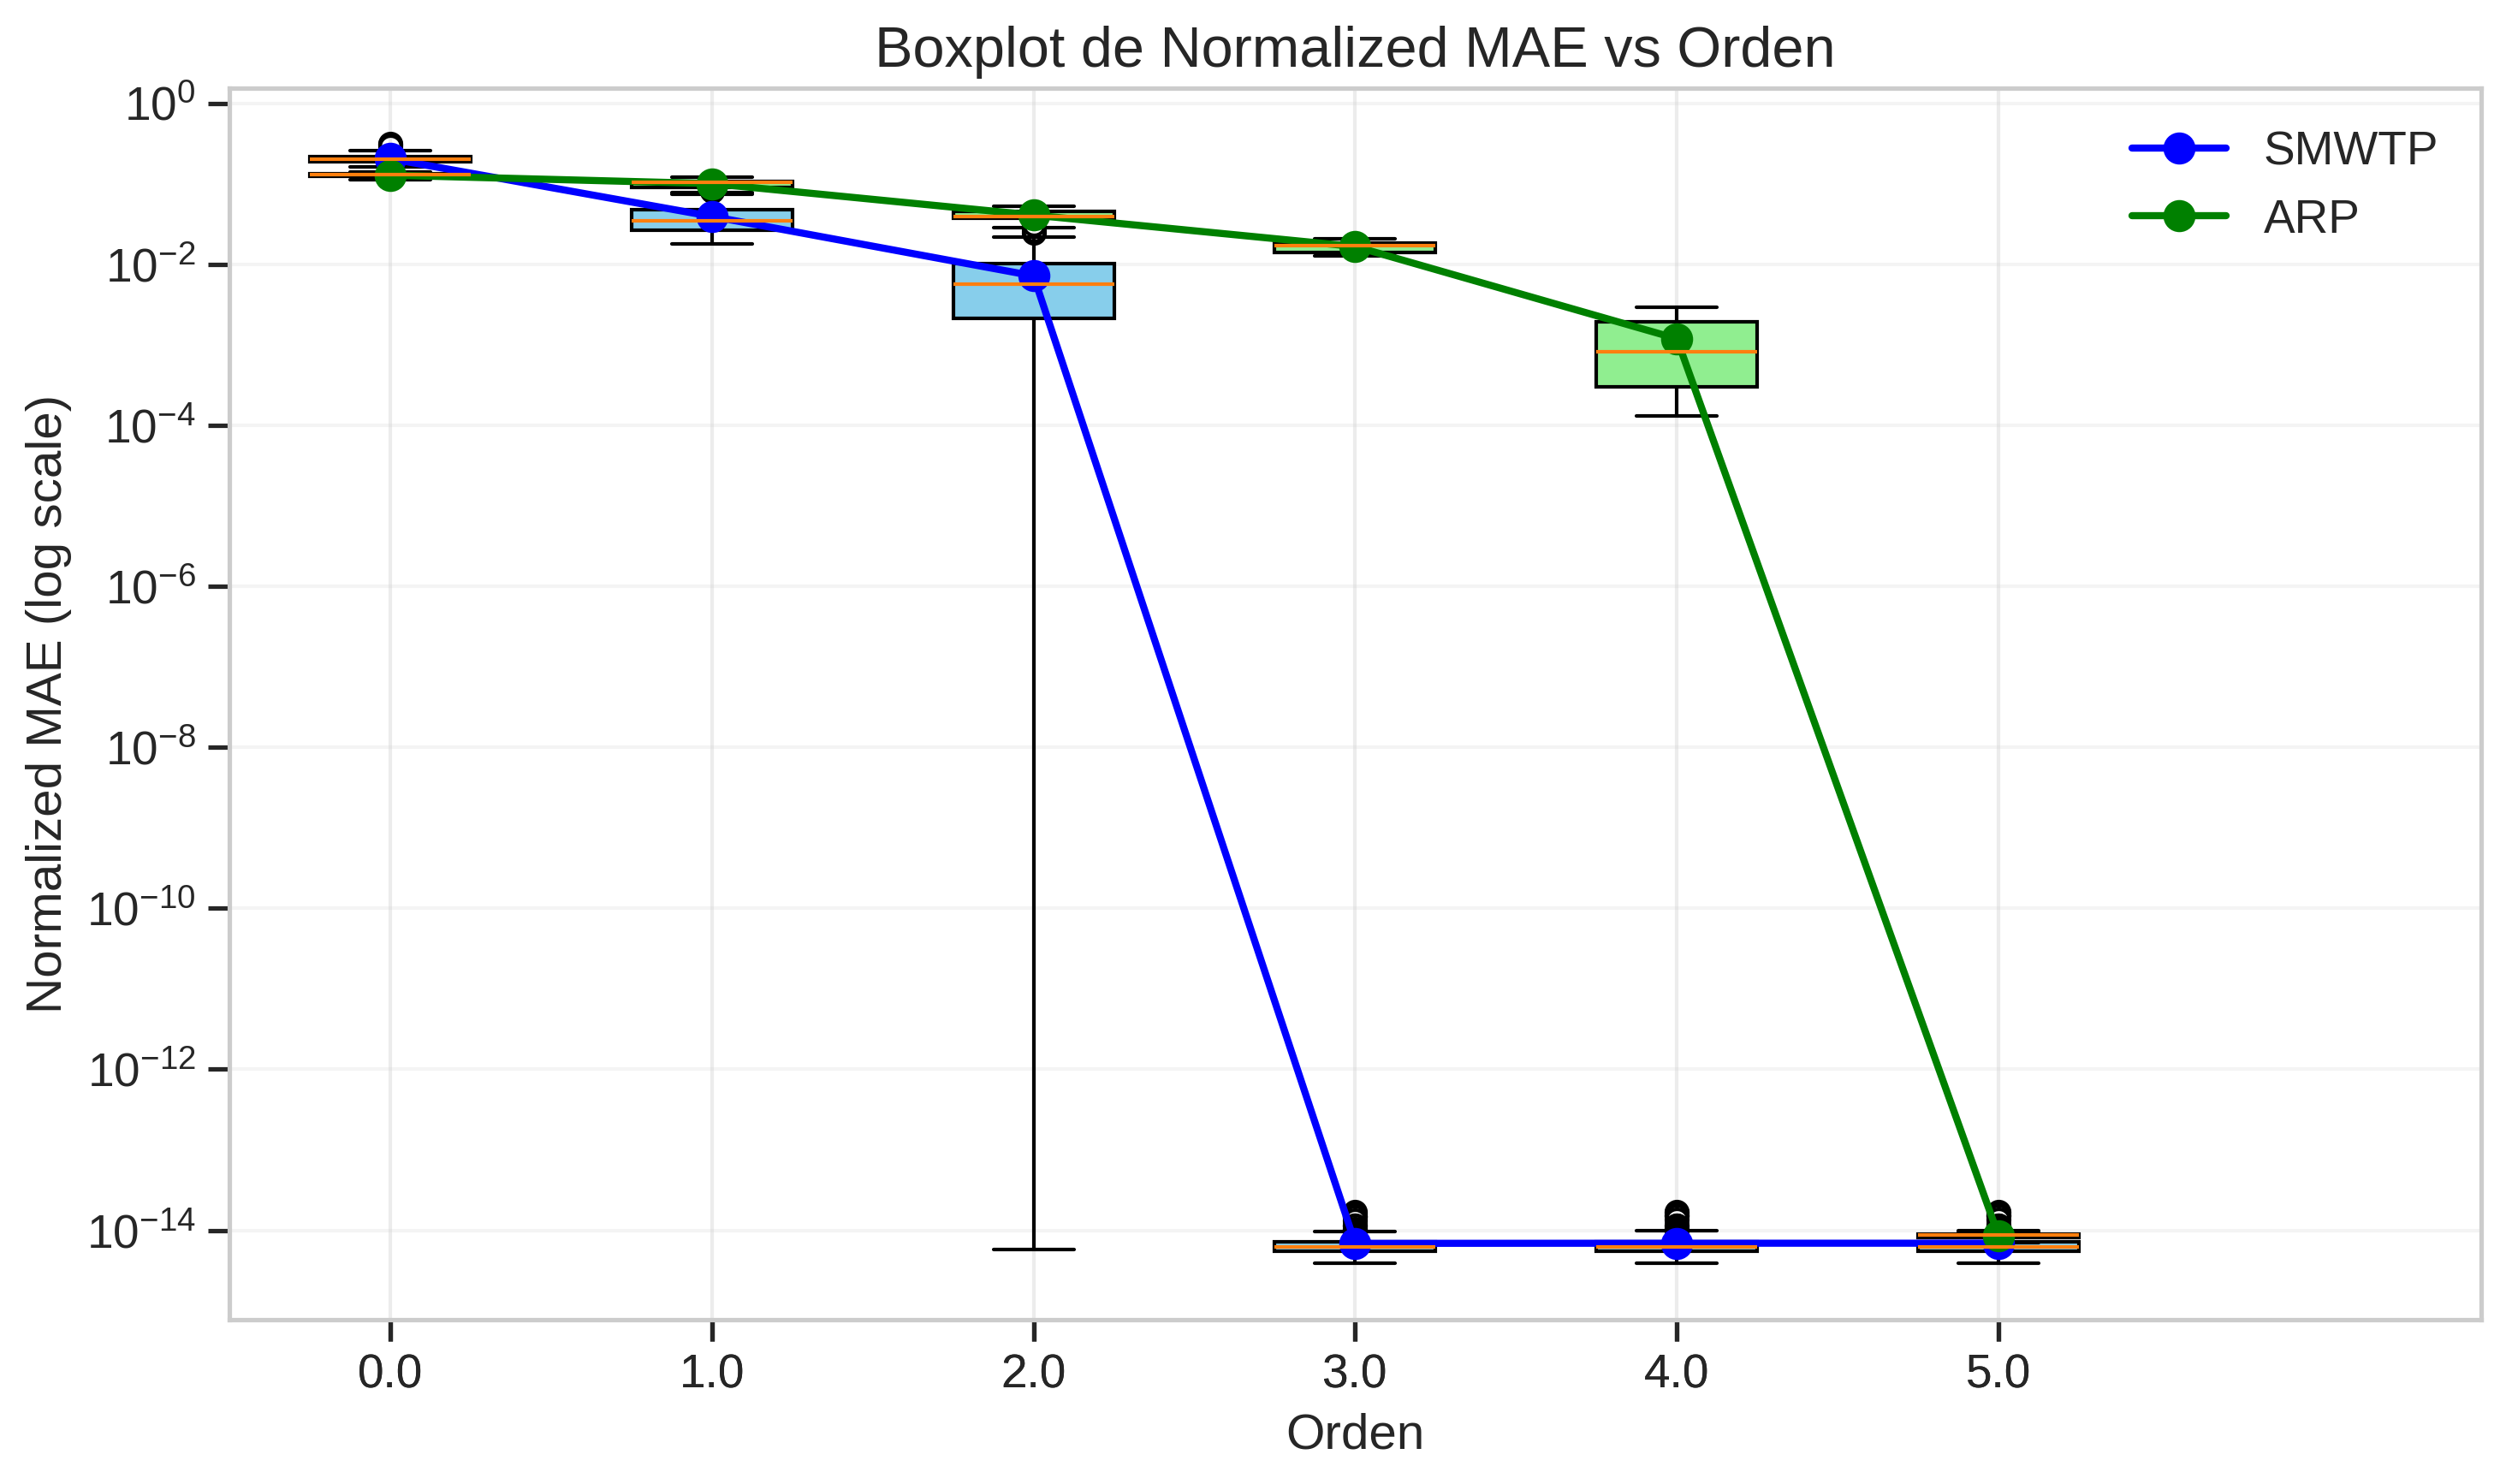 Boxplot de Normalized MAE vs Orden
SMWTP
ARP
Normalized MAE (log scale)
10⁰
10⁻²
10⁻⁴
10⁻⁶
10⁻⁸
10⁻¹⁰
10⁻¹²
10⁻¹⁴
0.0 1.0 2.0 3.0 4.0 5.0
Orden